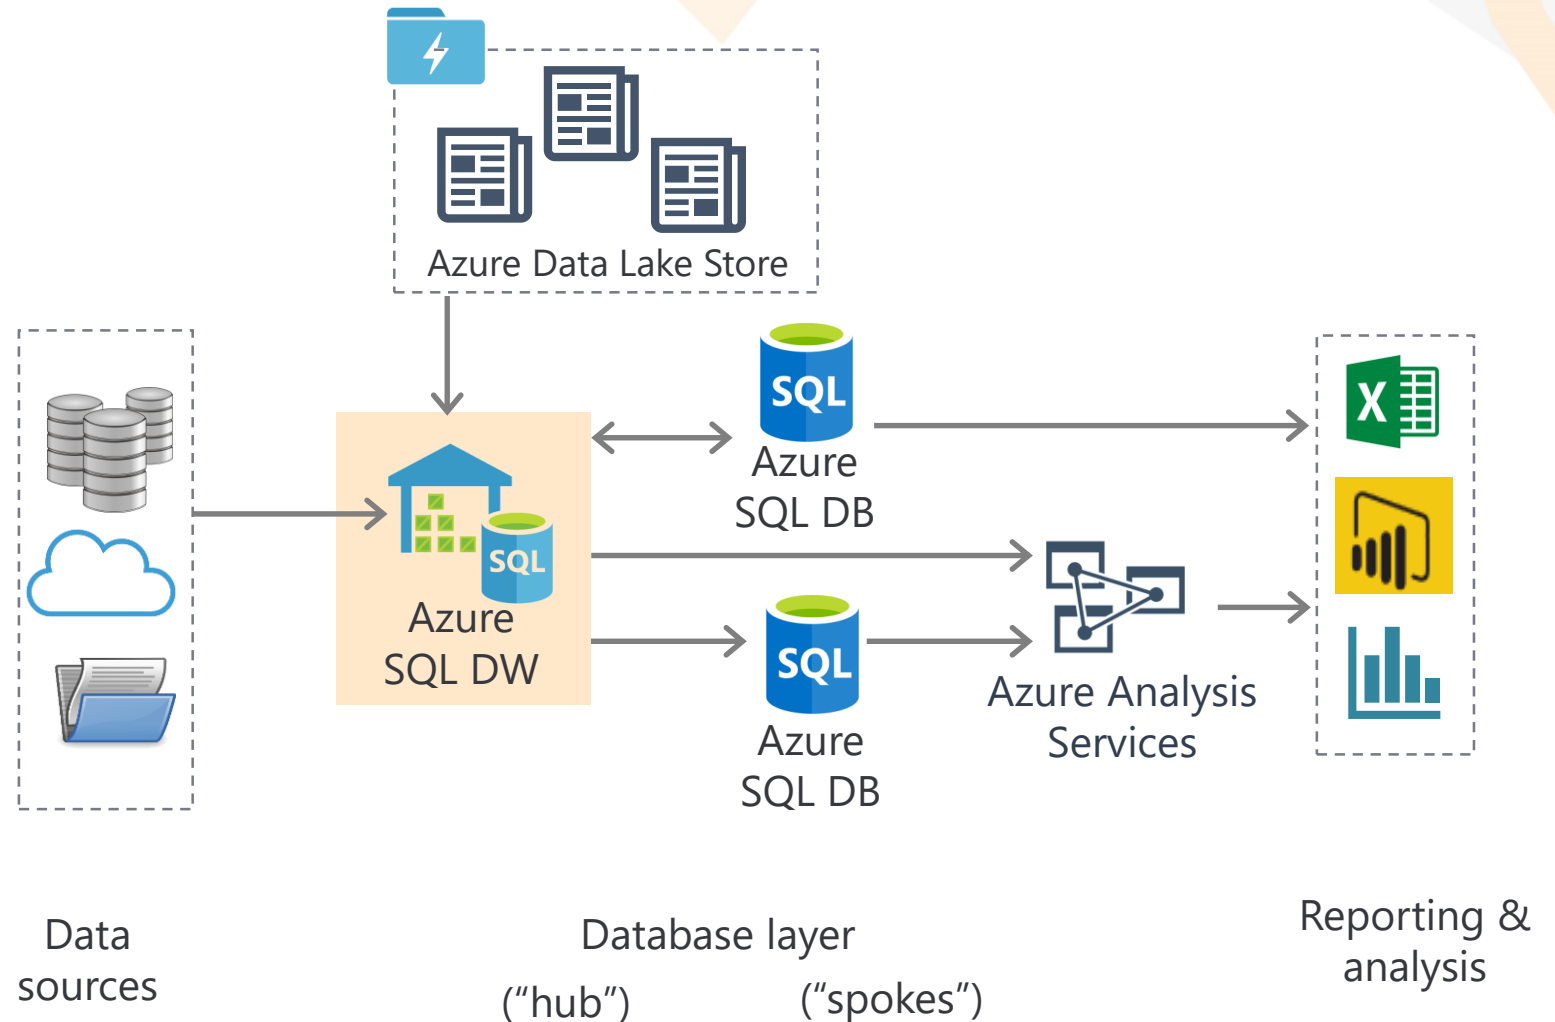 Azure Data Lake Store
SQL
Azure
SQL DB
X
SQL
Azure
SQL DW
SQL
Azure
SQL DB
Azure Analysis
Services
Data
sources
Database layer
(“hub”)
(“spokes”)
Reporting &
analysis